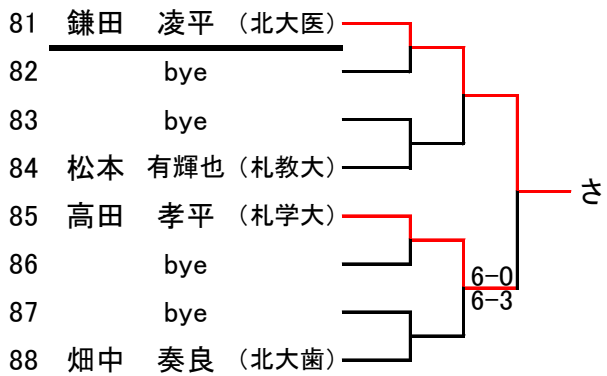 81 鎌田 凌平 (北大医)
82 bye
83 bye
84 松本 有輝也 (札教大)
さ
85 高田 孝平 (札学大)
86 bye
6-0
6-3
87 bye
88 畑中 奏良 (北大歯)